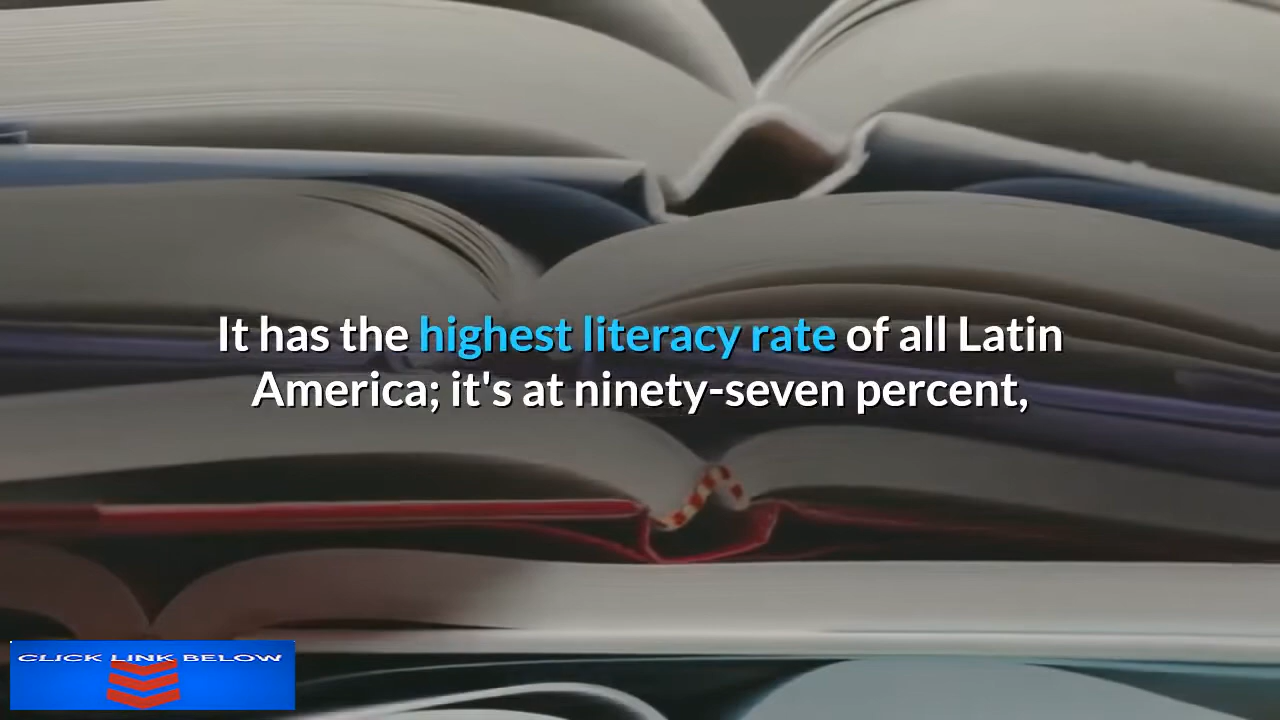 It has the highest literacy rate of all Latin
America; it's at ninety-seven percent,
CLICK LINK BELOW